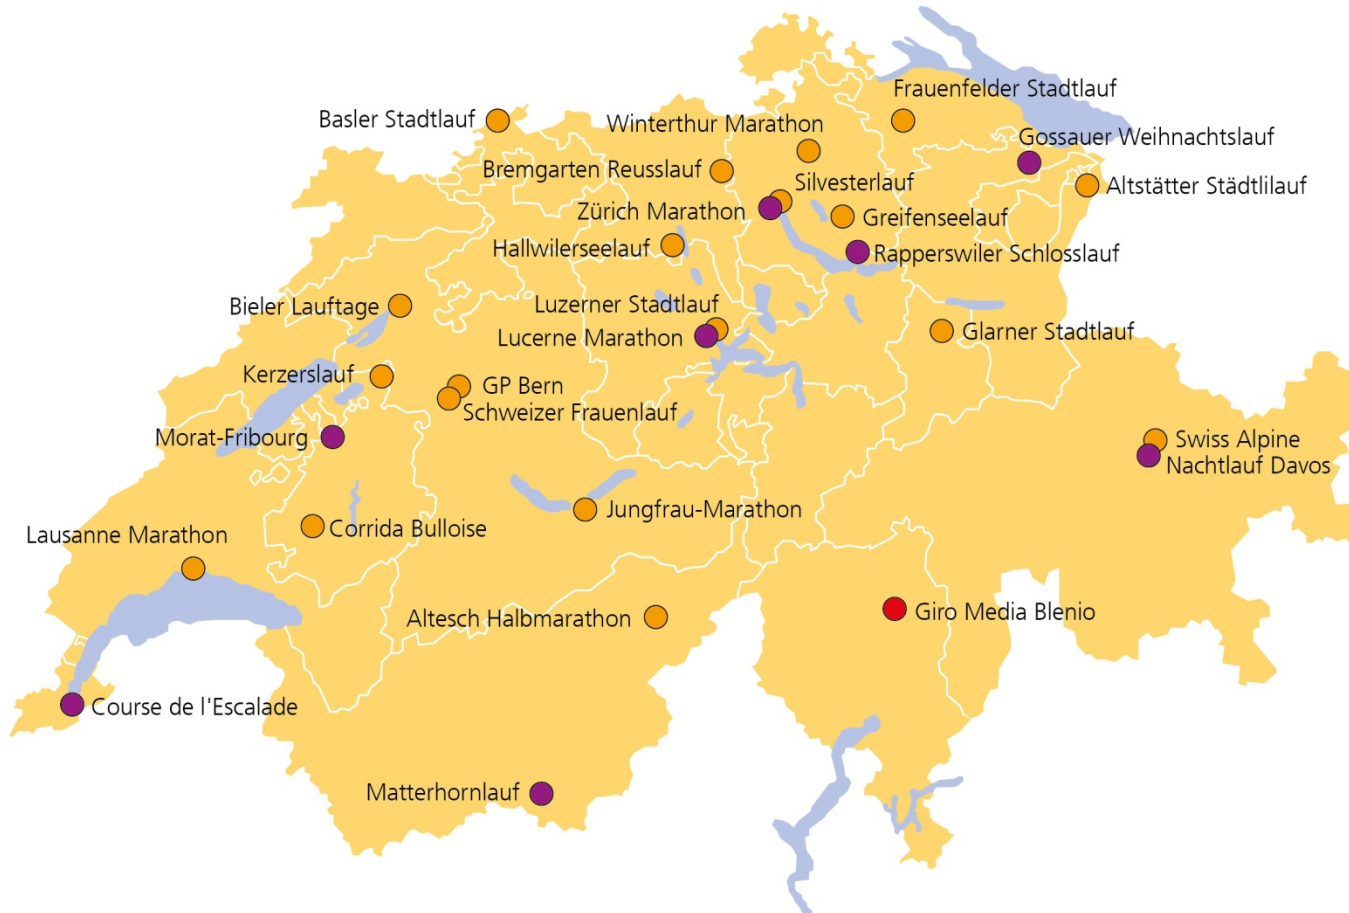 Frauenfelder Stadtlauf
Basler Stadtlauf
Winterthur Marathon
Gossauer Weihnachtslauf
Bremgarten Reusslauf
Silvesterlauf
Altstätter Städtlilauf
Zürich Marathon
Greifenseelauf
Hallwilerseelauf
Rapperswiler Schlosslauf
Bieler Lauftage
Luzerner Stadtlauf
Lucerne Marathon
Glarner Stadtlauf
Kerzerslauf
GP Bern
Schweizer Frauenlauf
Morat-Fribourg
Swiss Alpine
Nachtlauf Davos
Jungfrau-Marathon
Corrida Bulloise
Lausanne Marathon
Altesch Halbmarathon
Giro Media Blenio
Course de l'Escalade
Matterhornlauf